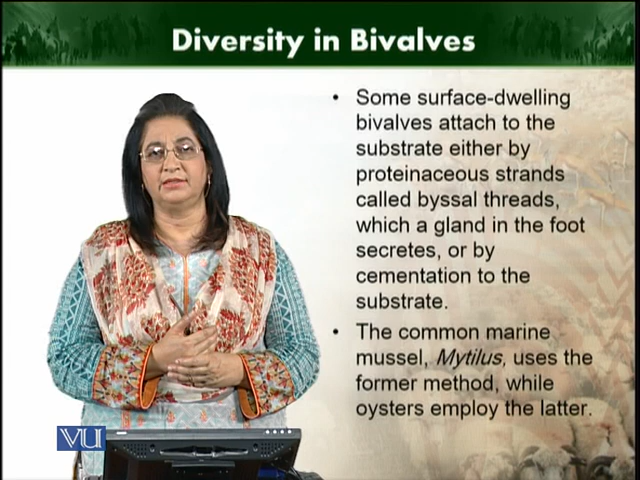 Diversity in Bivalves
• Some surface-dwelling
bivalves attach to the
substrate either by
proteinaceous strands
called byssal threads,
which a gland in the foot
secretes, or by
cementation to the
substrate.
• The common marine
mussel, Mytilus, uses the
former method, while
oysters employ the latter.
VU